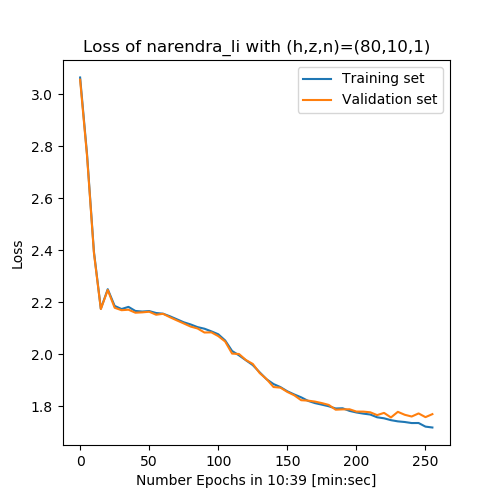 Loss of narendra_li with (h,z,n)=(80,10,1)
Training set
Validation set
Loss
3.0
2.8
2.6
2.4
2.2
2.0
1.8
0 50 100 150 200 250
Number Epochs in 10:39 [min:sec]